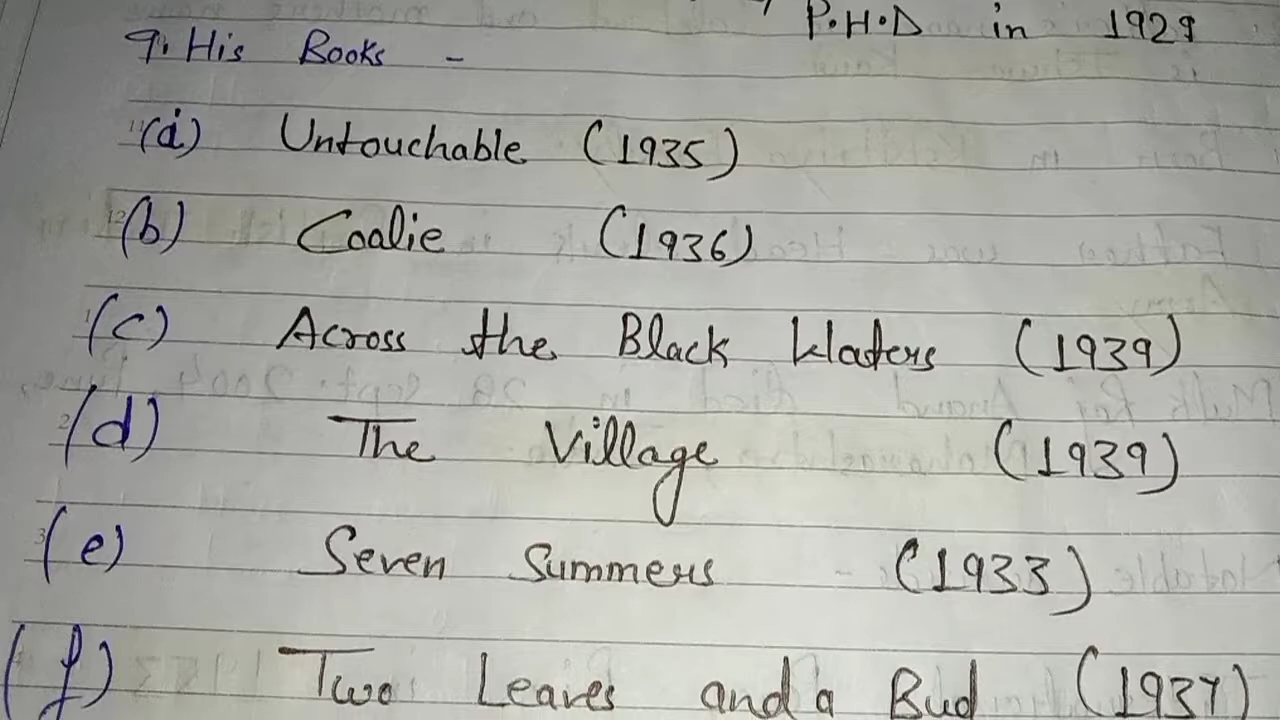 P.H.D in 1929
9. His Books -
(a) Untouchable (1935)
(b) Coalie (1936)
(c) Across the Black Waters (1939)
(d) The Village (1939)
(e) Seven Summers (1933)
(f) Two Leaves and a Bud (1937)